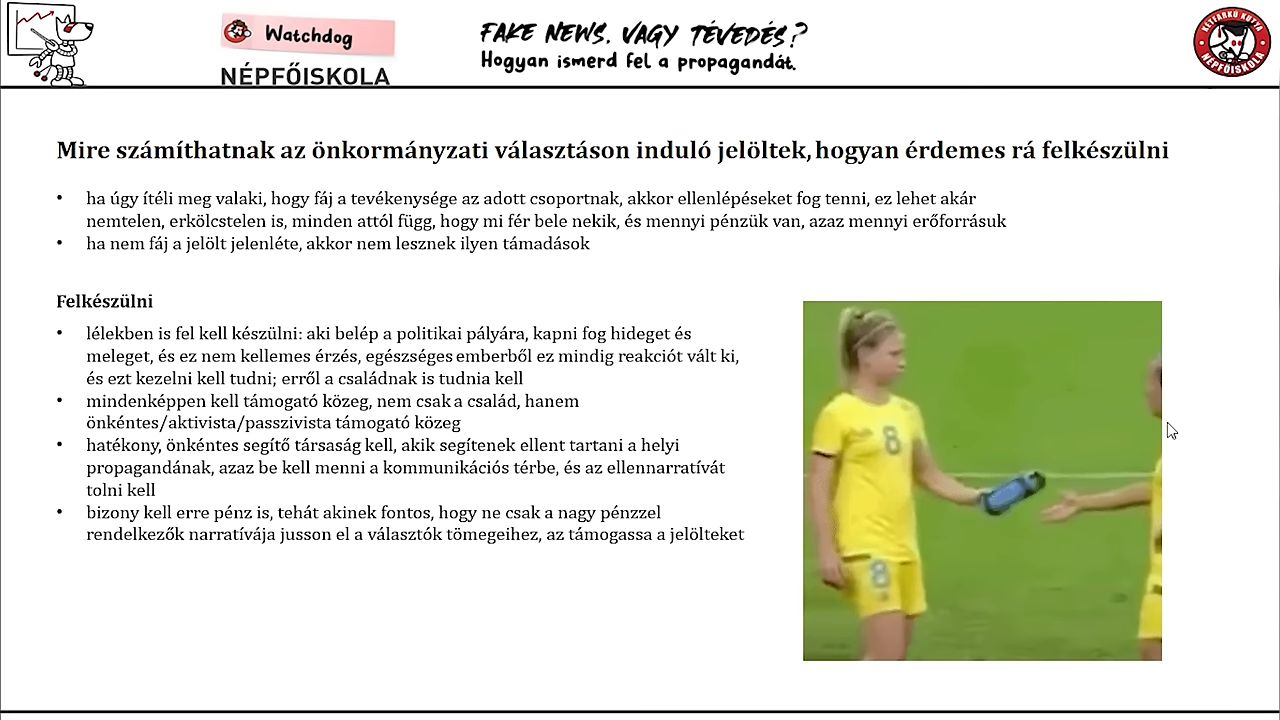 Watchdog
NÉPFŐISKOLA
FAKE NEWS, VAGY TÉVEDÉS?
Hogyan ismerd fel a propagandát.
KÉTFARKÚ KUTYA
NÉPFŐISKOLA
Mire számíthatnak az önkormányzati választáson induló jelöltek, hogyan érdemes rá felkészülni
• ha úgy ítéli meg valaki, hogy fáj a tevékenysége az adott csoportnak, akkor ellenlépéseket fog tenni, ez lehet akár
nemtelen, erkölcstelen is, minden attól függ, hogy mi fér bele nekik, és mennyi pénzük van, azaz mennyi erőforrásuk
• ha nem fáj a jelölt jelenléte, akkor nem lesznek ilyen támadások
Felkészülni
• lélekben is fel kell készülni: aki belép a politikai pályára, kapni fog hideget és
meleget, és ez nem kellemes érzés, egészséges emberből ez mindig reakciót vált ki,
és ezt kezelni kell tudni; erről a családnak is tudnia kell
• mindenképpen kell támogató közeg, nem csak a család, hanem
önkéntes/aktivista/passzivista támogató közeg
• hatékony, önkéntes segítő társaság kell, akik segítenek ellent tartani a helyi
propagandának, azaz be kell menni a kommunikációs térbe, és az ellennarratívát
tolni kell
• bizony kell erre pénz is, tehát akinek fontos, hogy ne csak a nagy pénzzel
rendelkezők narratívája jusson el a választók tömegeihez, az támogassa a jelölteket
8
8